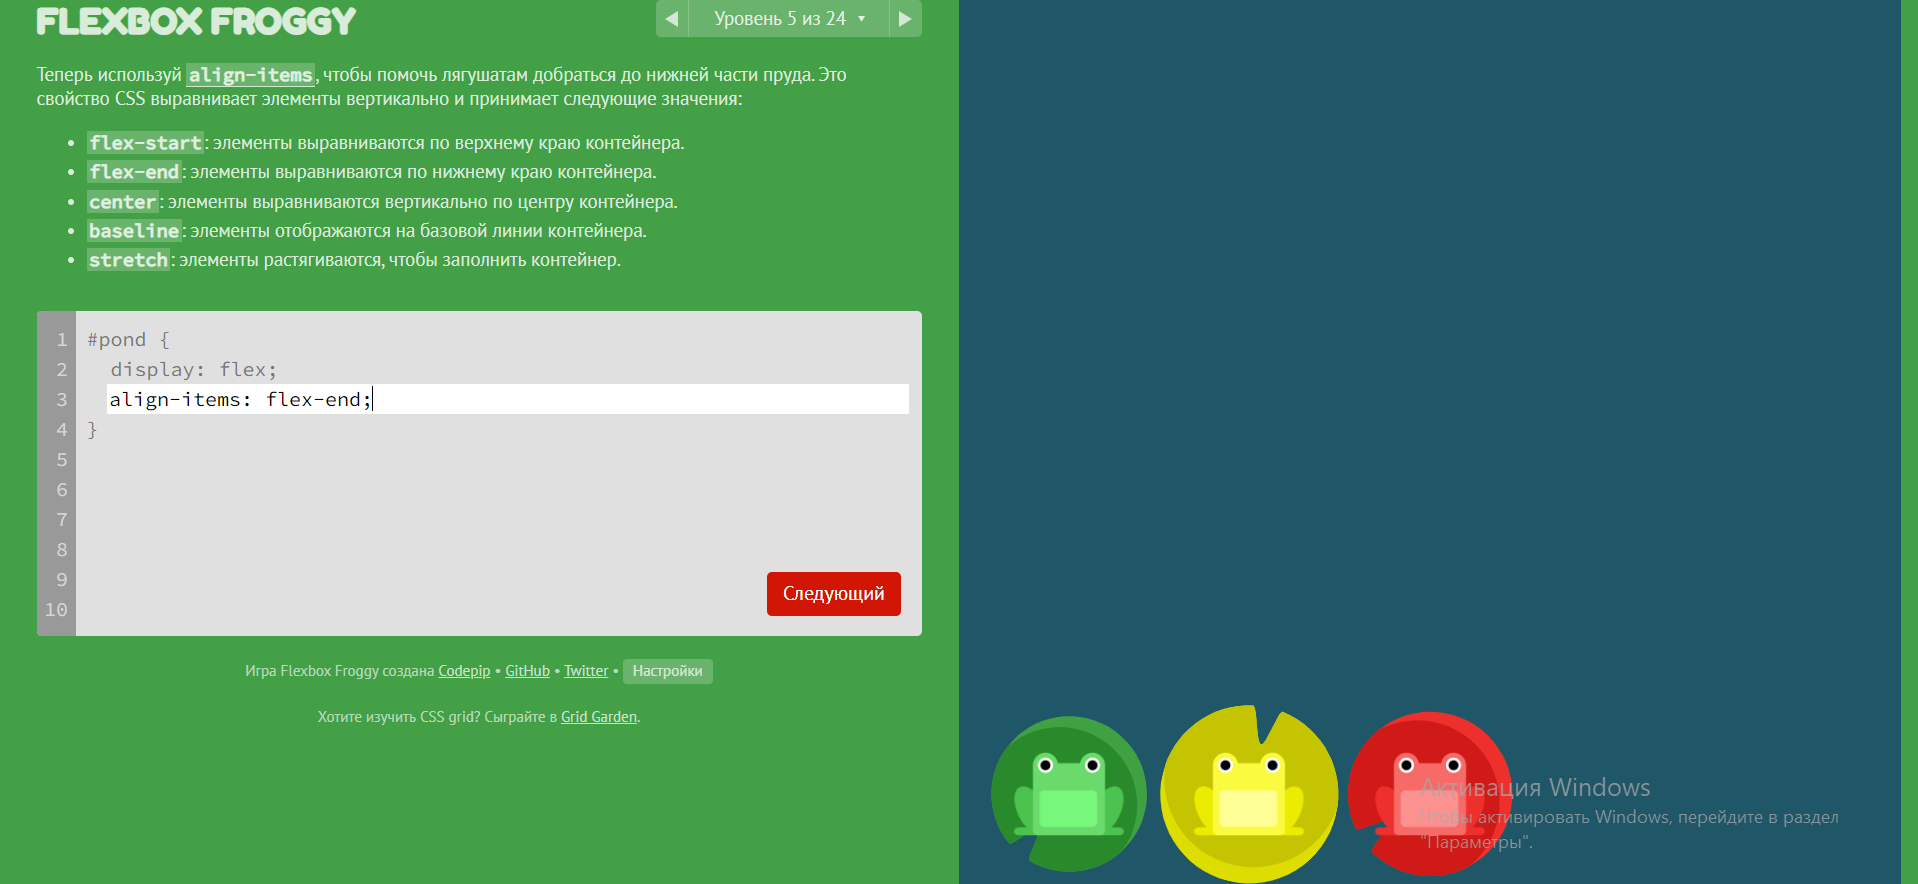 FLEXBOX FROGGY
Уровень 5 из 24
Теперь используй align-items, чтобы помочь лягушатам добраться до нижней части пруда. Это
свойство CSS выравнивает элементы вертикально и принимает следующие значения:
flex-start: элементы выравниваются по верхнему краю контейнера.
flex-end: элементы выравниваются по нижнему краю контейнера.
center: элементы выравниваются вертикально по центру контейнера.
baseline: элементы отображаются на базовой линии контейнера.
stretch: элементы растягиваются, чтобы заполнить контейнер.
1 #pond {
2 display: flex;
3 align-items: flex-end;
4 }
5
6
7
8
9
10
Следующий
Игра Flexbox Froggy создана Codepip • GitHub • Twitter • Настройки
Хотите изучить CSS grid? Сыграйте в Grid Garden.
Активация Windows
Чтобы активировать Windows, перейдите в раздел
"Параметры".